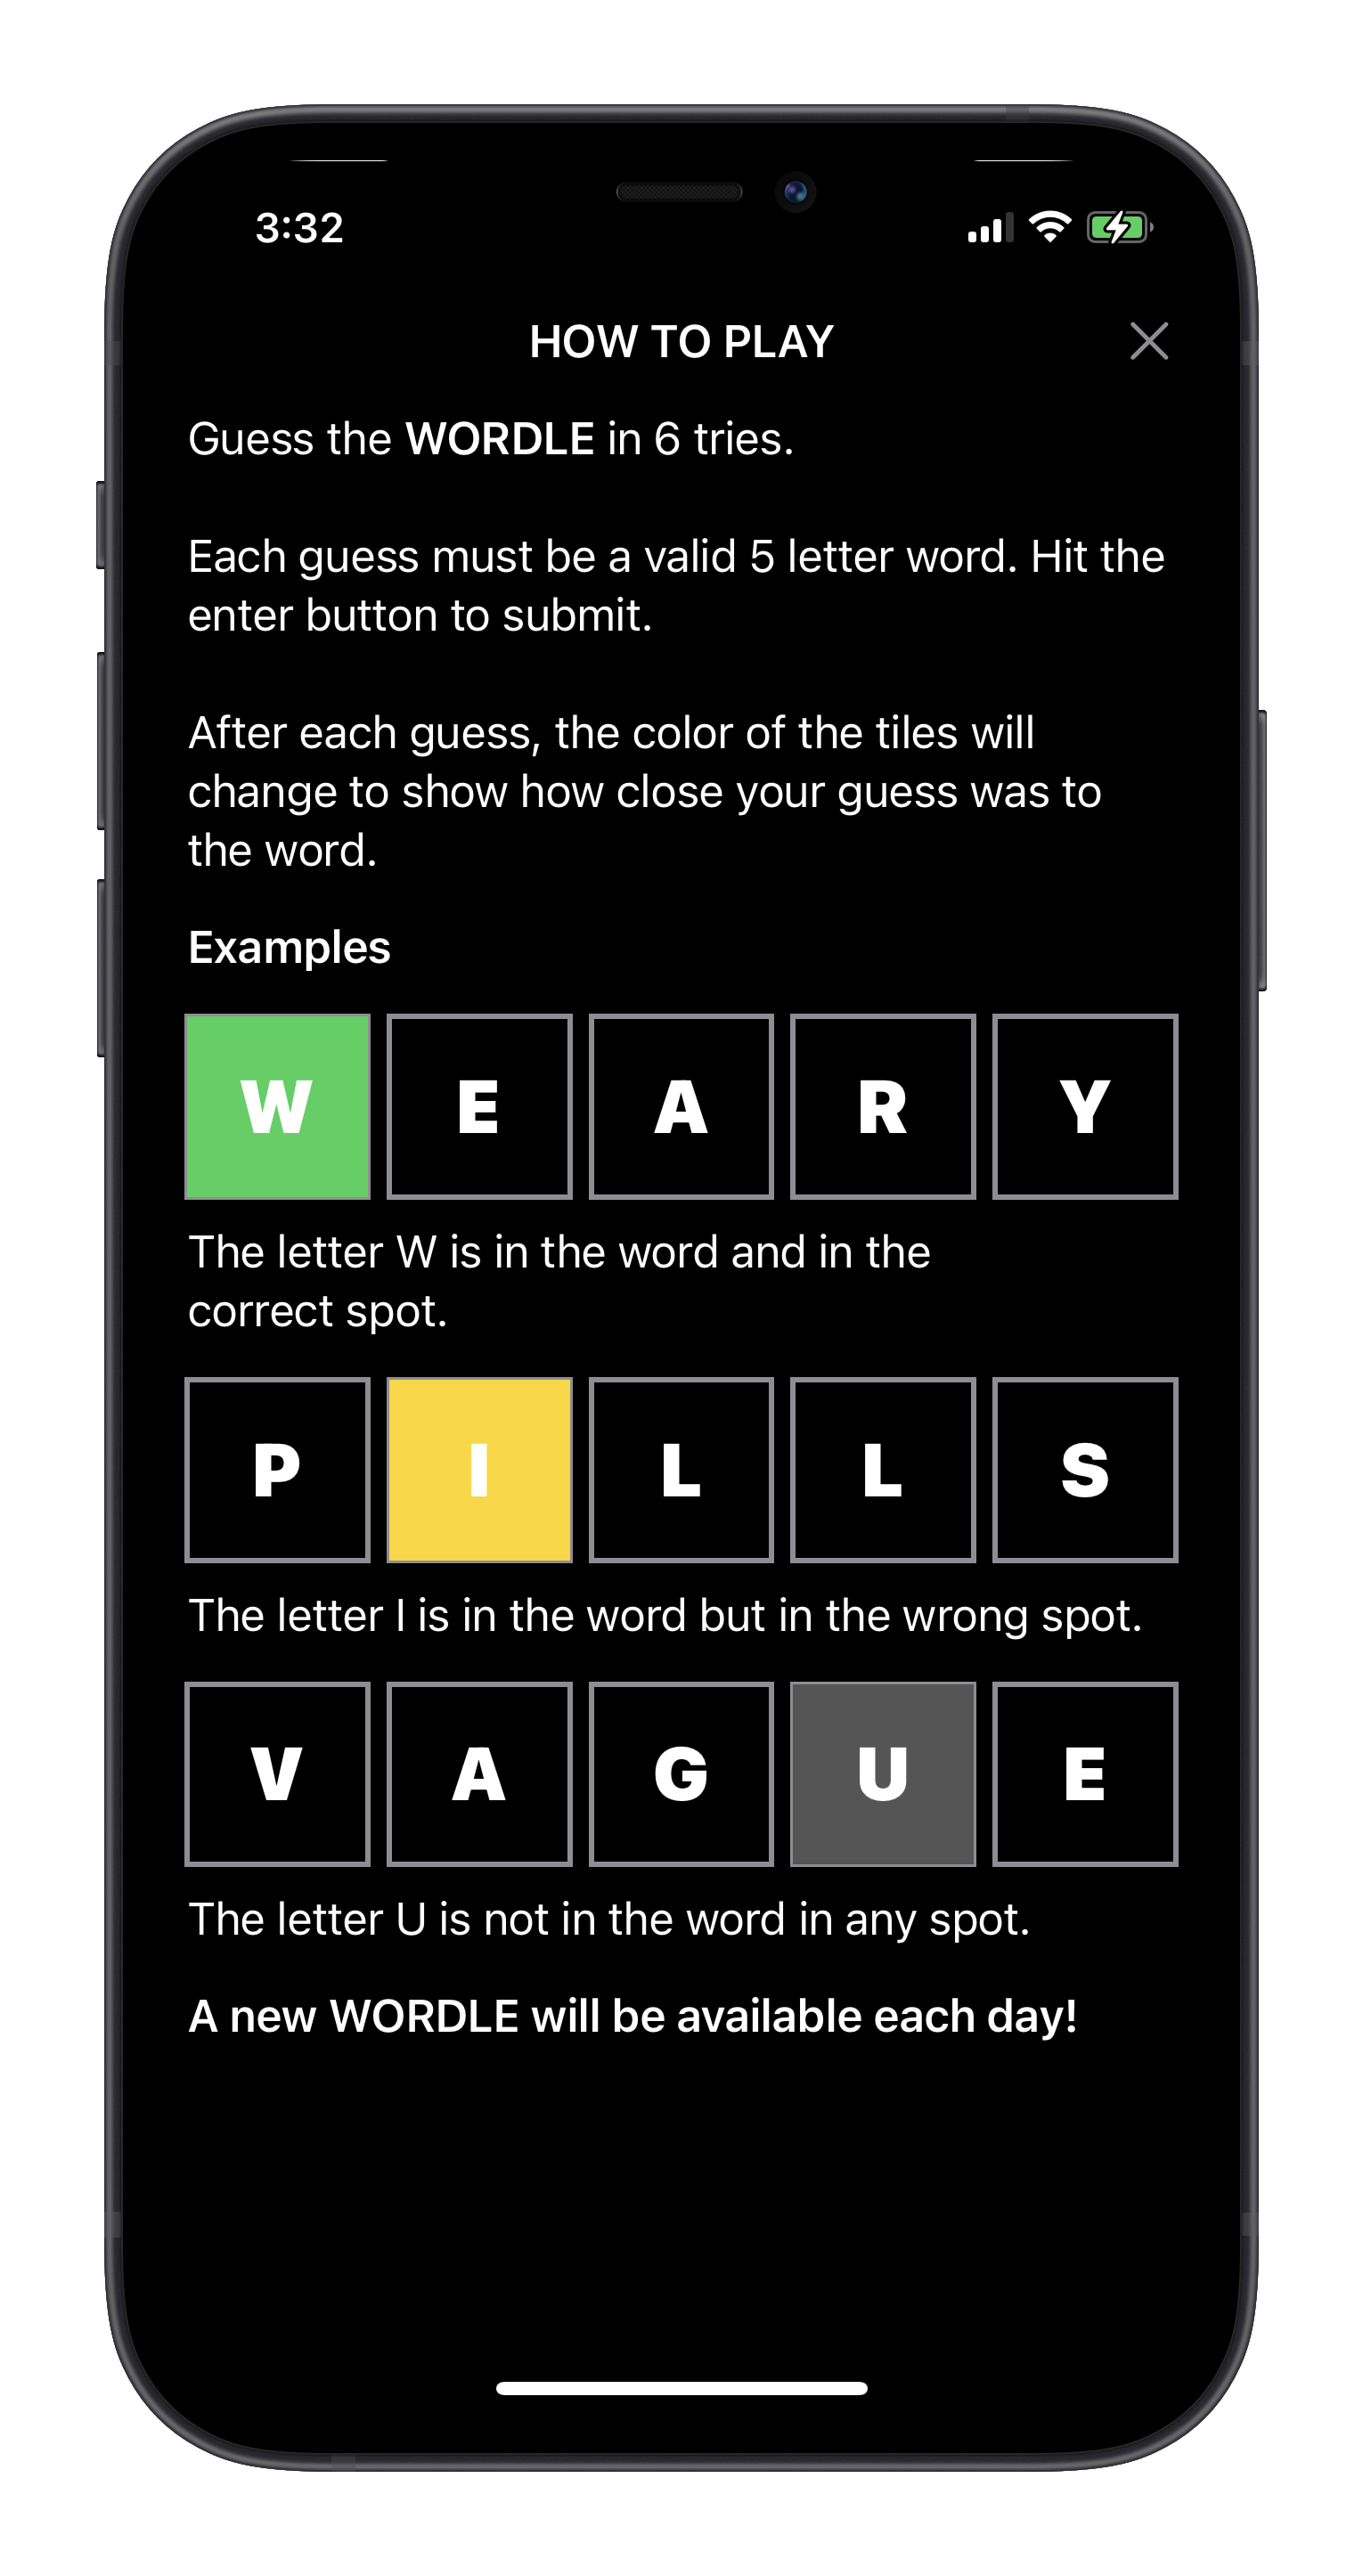 3:32
HOW TO PLAY
Guess the WORDLE in 6 tries.
Each guess must be a valid 5 letter word. Hit the
enter button to submit.
After each guess, the color of the tiles will
change to show how close your guess was to
the word.
Examples
W E A R Y
The letter W is in the word and in the
correct spot.
P I L L S
The letter I is in the word but in the wrong spot.
V A G U E
The letter U is not in the word in any spot.
A new WORDLE will be available each day!